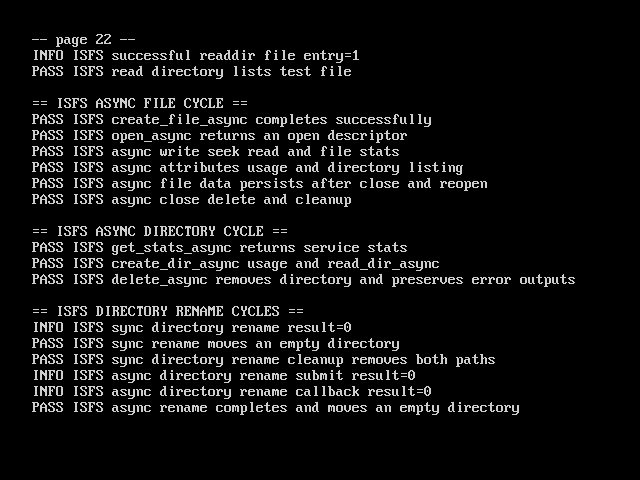 -- page 22 --
INFO ISFS successful readdir file entry=1
PASS ISFS read directory lists test file
== ISFS ASYNC FILE CYCLE ==
PASS ISFS create_file_async completes successfully
PASS ISFS open_async returns an open descriptor
PASS ISFS async write seek read and file stats
PASS ISFS async attributes usage and directory listing
PASS ISFS async file data persists after close and reopen
PASS ISFS async close delete and cleanup
== ISFS ASYNC DIRECTORY CYCLE ==
PASS ISFS get_stats_async returns service stats
PASS ISFS create_dir_async usage and read_dir_async
PASS ISFS delete_async removes directory and preserves error outputs
== ISFS DIRECTORY RENAME CYCLES ==
INFO ISFS sync directory rename result=0
PASS ISFS sync rename moves an empty directory
PASS ISFS sync directory rename cleanup removes both paths
INFO ISFS async directory rename submit result=0
INFO ISFS async directory rename callback result=0
PASS ISFS async rename completes and moves an empty directory